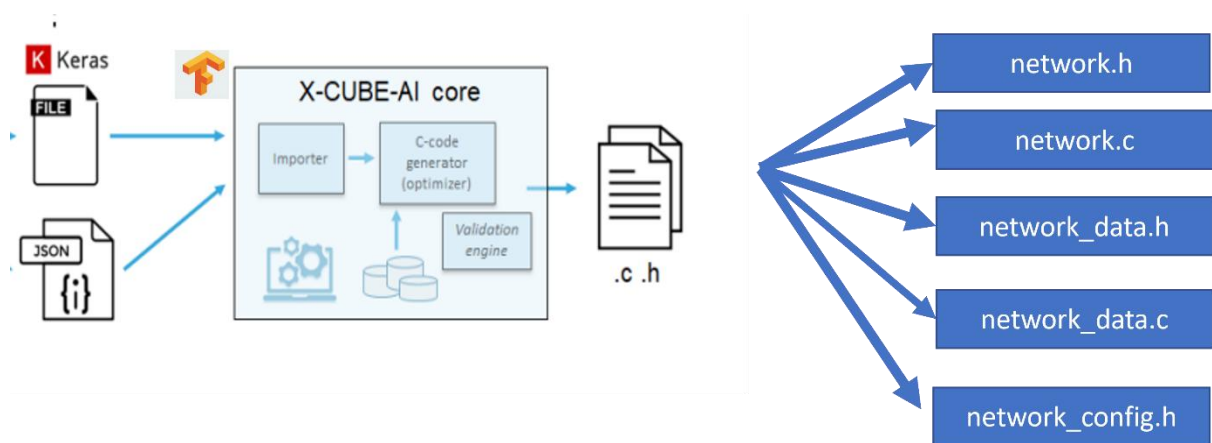 K Keras
FILE
JSON
{i}
X-CUBE-AI core
Importer
C-code
generator
(optimizer)
Validation
engine
.c .h
network.h
network.c
network_data.h
network_data.c
network_config.h